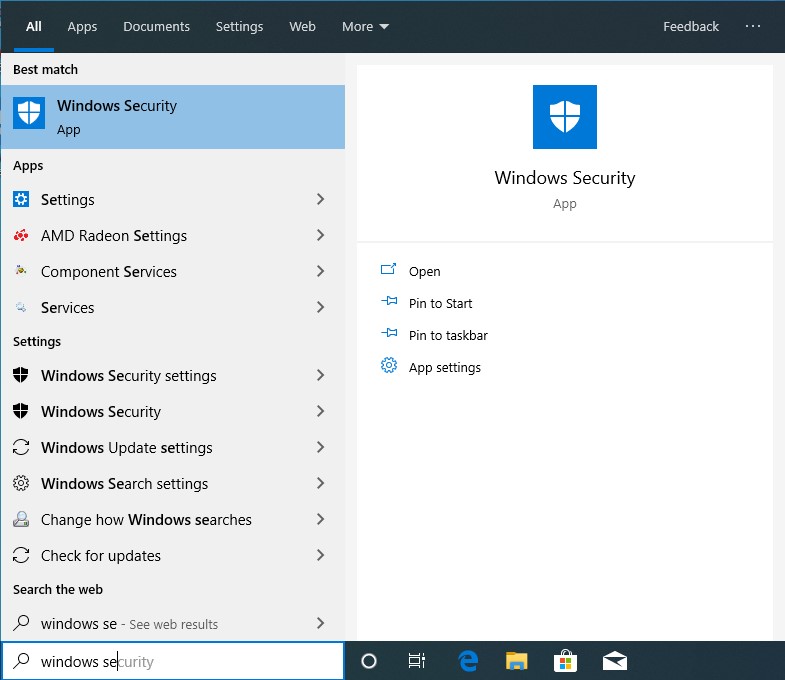 All Apps Documents Settings Web More Feedback ...
Best match
Windows Security
App
Apps
Settings
AMD Radeon Settings
Component Services
Services
Settings
Windows Security settings
Windows Security
Windows Update settings
Windows Search settings
Change how Windows searches
Check for updates
Search the web
windows se - See web results
windows security
Windows Security
App
Open
Pin to Start
Pin to taskbar
App settings